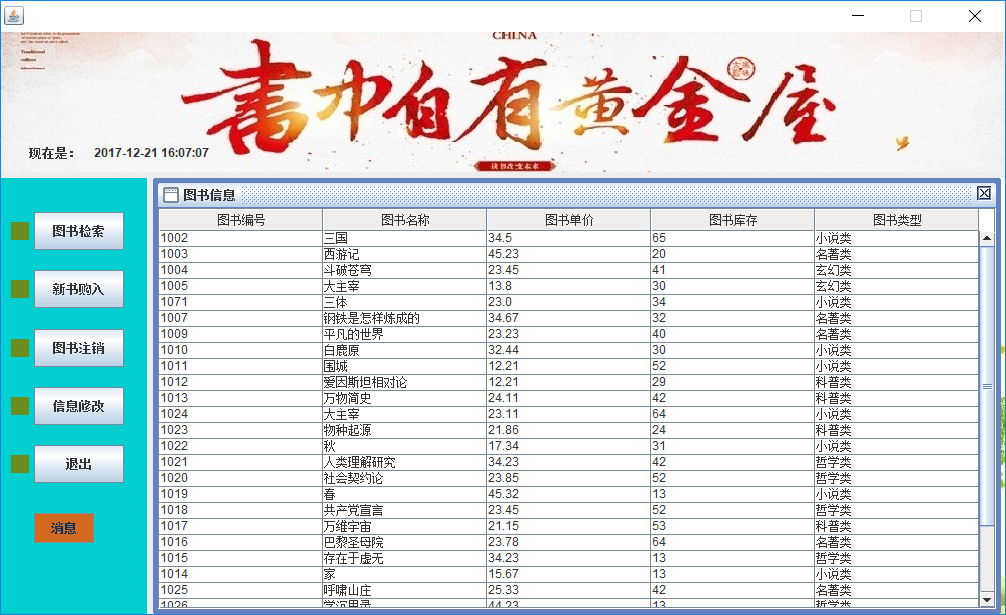 CHINA
Traditional
culture
書中自有黄金屋
读书改变未来
现在是： 2017-12-21 16:07:07
图书检索
新书购入
图书注销
信息修改
退出
消息
图书信息
图书编号 图书名称 图书单价 图书库存 图书类型
1002 三国 34.5 65 小说类
1003 西游记 45.23 20 名著类
1004 斗破苍穹 23.45 41 玄幻类
1005 大主宰 13.8 30 玄幻类
1071 三体 23.0 34 小说类
1007 钢铁是怎样炼成的 34.67 32 名著类
1009 平凡的世界 23.23 40 名著类
1010 白鹿原 32.44 30 小说类
1011 围城 12.21 52 小说类
1012 爱因斯坦相对论 12.21 29 科普类
1013 万物简史 24.11 42 科普类
1024 大主宰 23.11 64 小说类
1023 物种起源 21.86 24 科普类
1022 秋 17.34 31 小说类
1021 人类理解研究 34.23 42 哲学类
1020 社会契约论 23.85 52 哲学类
1019 春 45.32 13 小说类
1018 共产党宣言 23.45 52 哲学类
1017 万维宇宙 21.15 53 科普类
1016 巴黎圣母院 23.78 64 名著类
1015 存在于虚无 34.23 13 哲学类
1014 家 15.67 13 小说类
1025 呼啸山庄 25.33 42 名著类
1026 44.23 13 哲学类